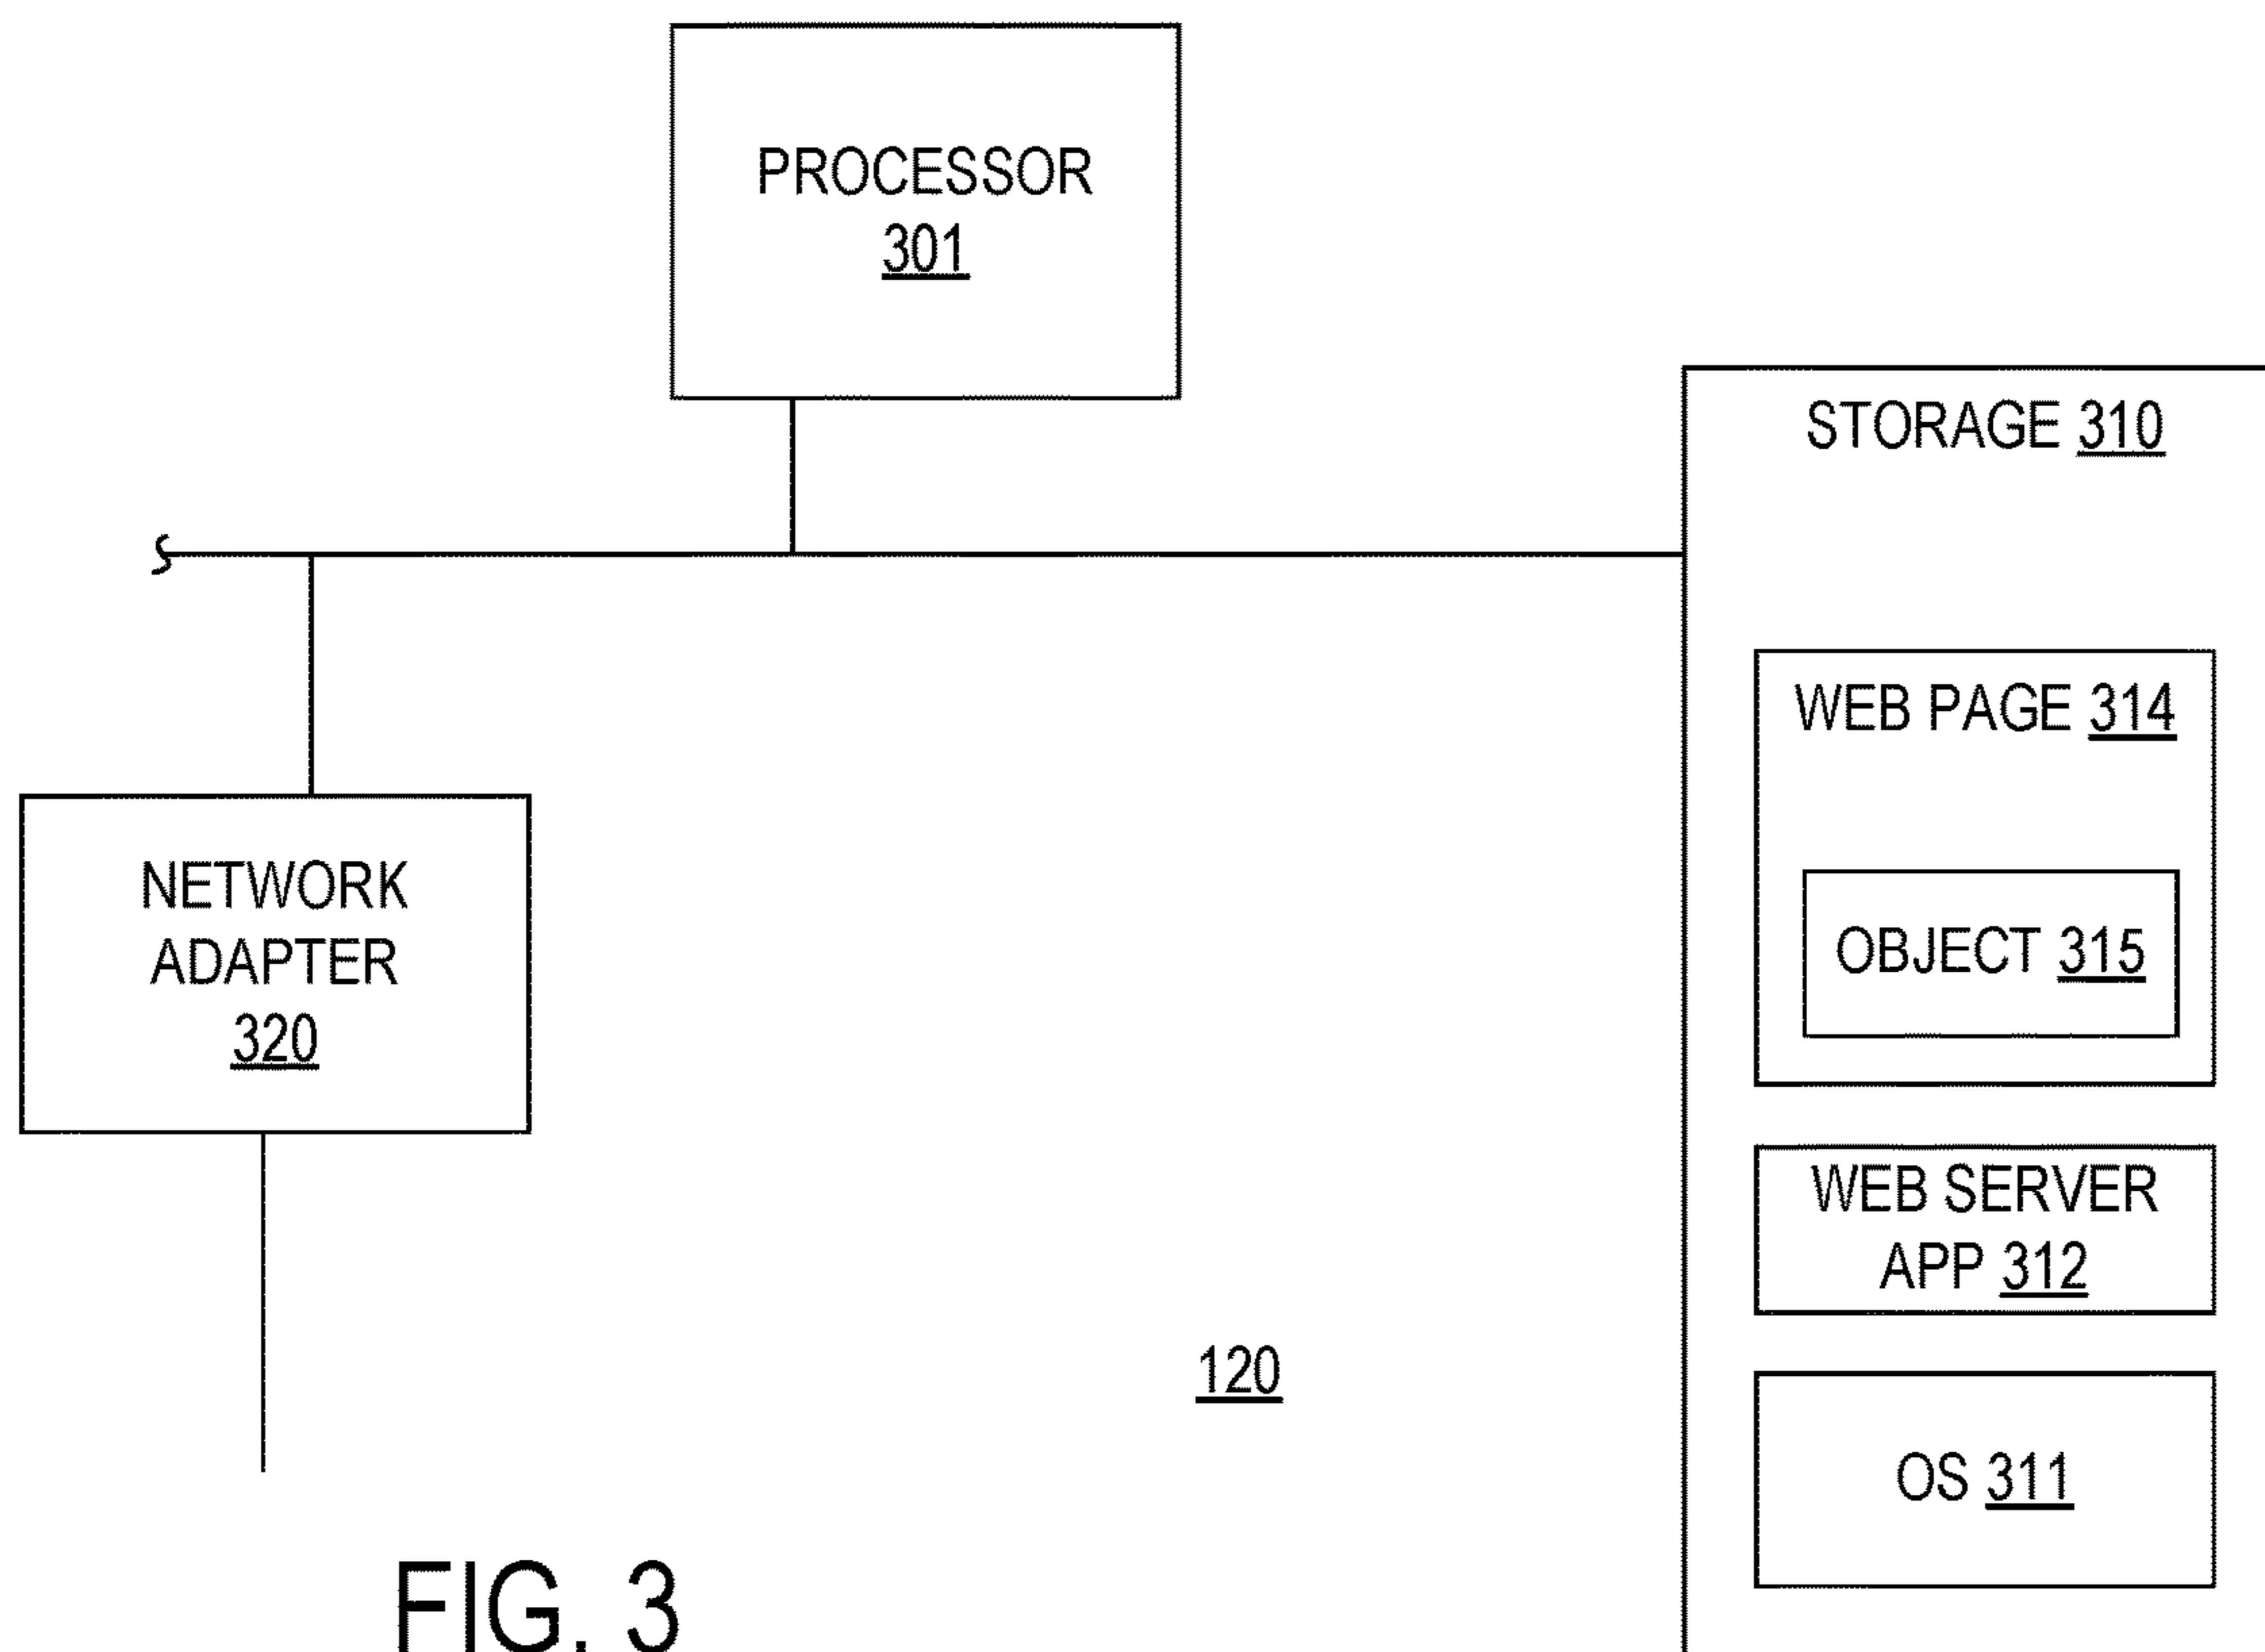 PROCESSOR
301
STORAGE 310
WEB PAGE 314
OBJECT 315
NETWORK
ADAPTER
320
WEB SERVER
APP 312
120
OS 311
FIG. 3